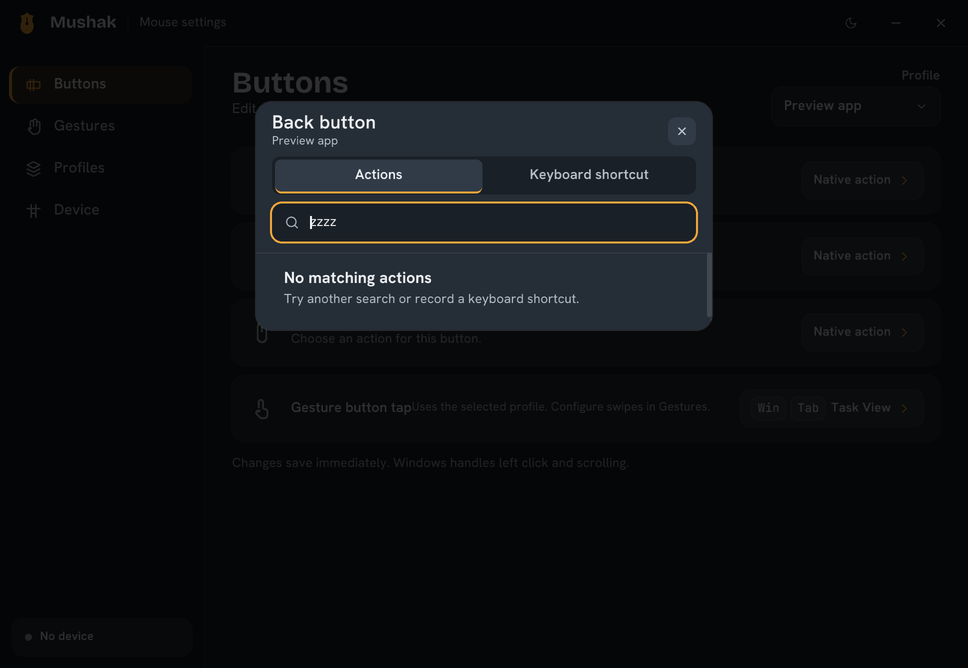 Mushak
Mouse settings
Buttons
Gestures
Profiles
Device
No device
Buttons
Edit
Profile
Preview app
Back button
Preview app
Actions
Keyboard shortcut
zzzz
No matching actions
Try another search or record a keyboard shortcut.
Native action
Native action
Choose an action for this button.
Native action
Gesture button tap Uses the selected profile. Configure swipes in Gestures.
Win Tab Task View
Changes save immediately. Windows handles left click and scrolling.